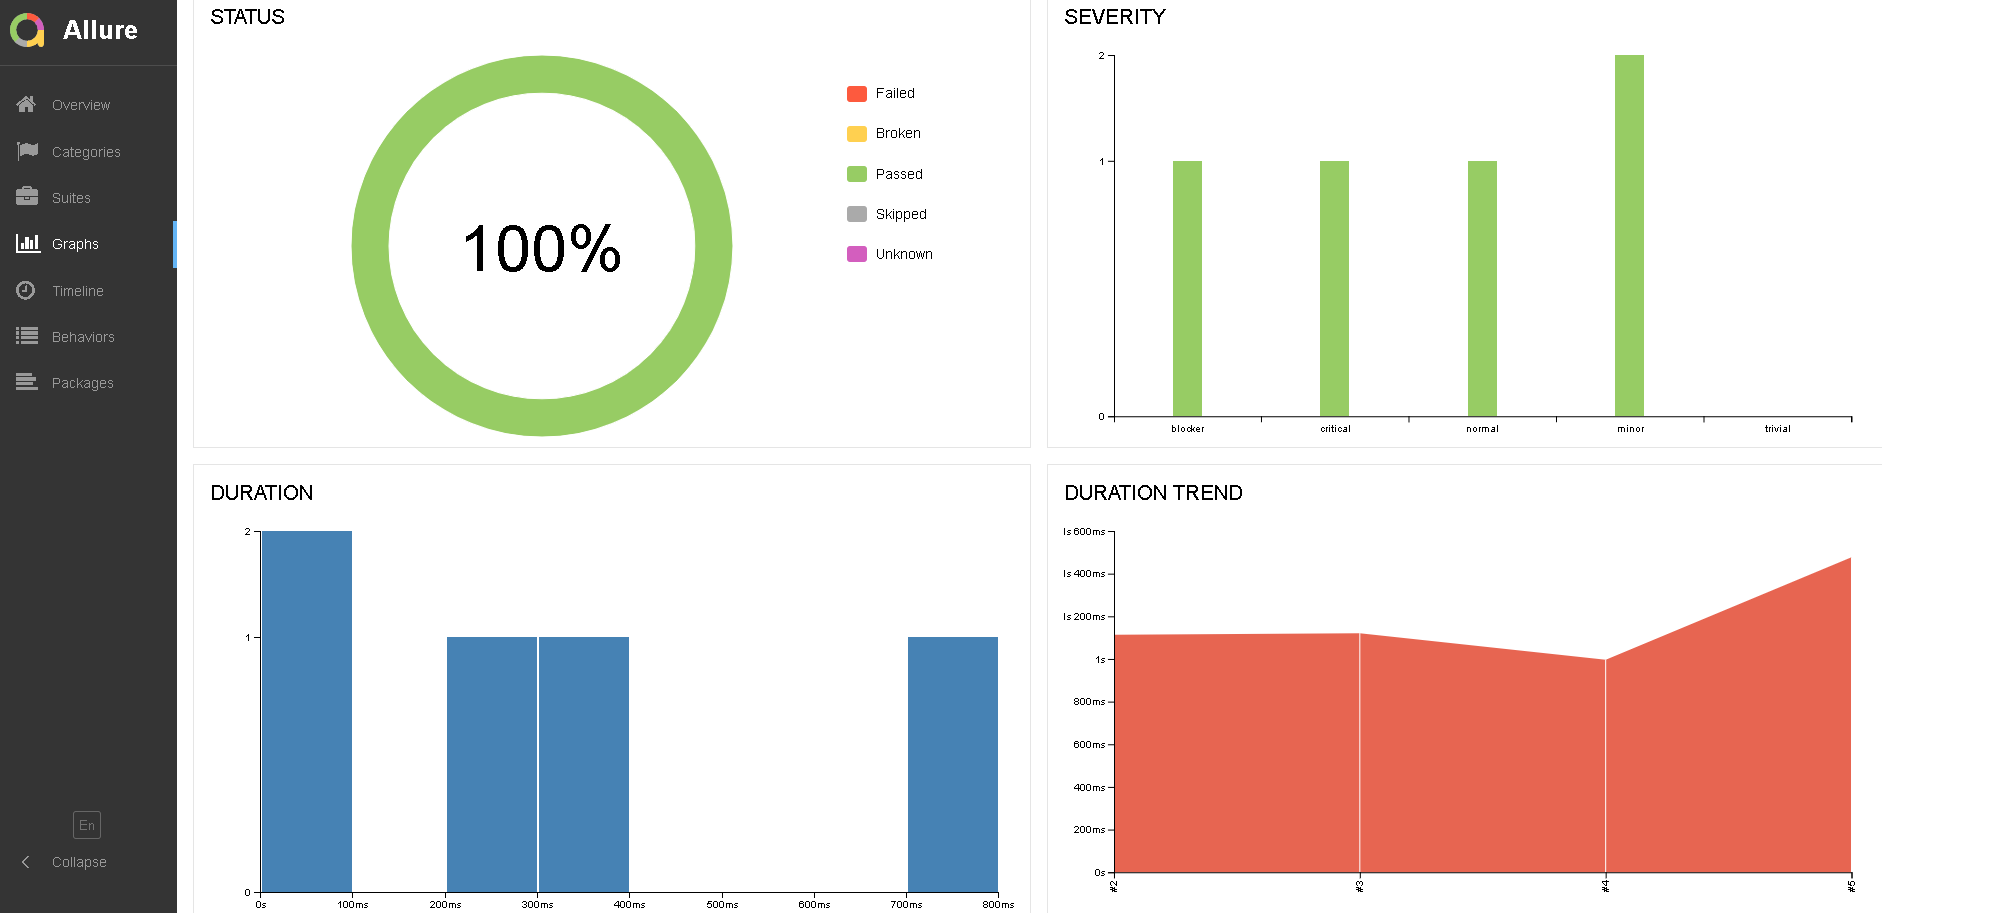 Allure
Overview
Categories
Suites
Graphs
Timeline
Behaviors
Packages
En
Collapse
STATUS
100%
Failed
Broken
Passed
Skipped
Unknown
SEVERITY
2
1
0
blocker critical normal minor trivial
DURATION
2
1
0
0s 100ms 200ms 300ms 400ms 500ms 600ms 700ms 800ms
DURATION TREND
1s 600ms
1s 400ms
1s 200ms
1s
800ms
600ms
400ms
200ms
0s
#2 #3 #4 #5